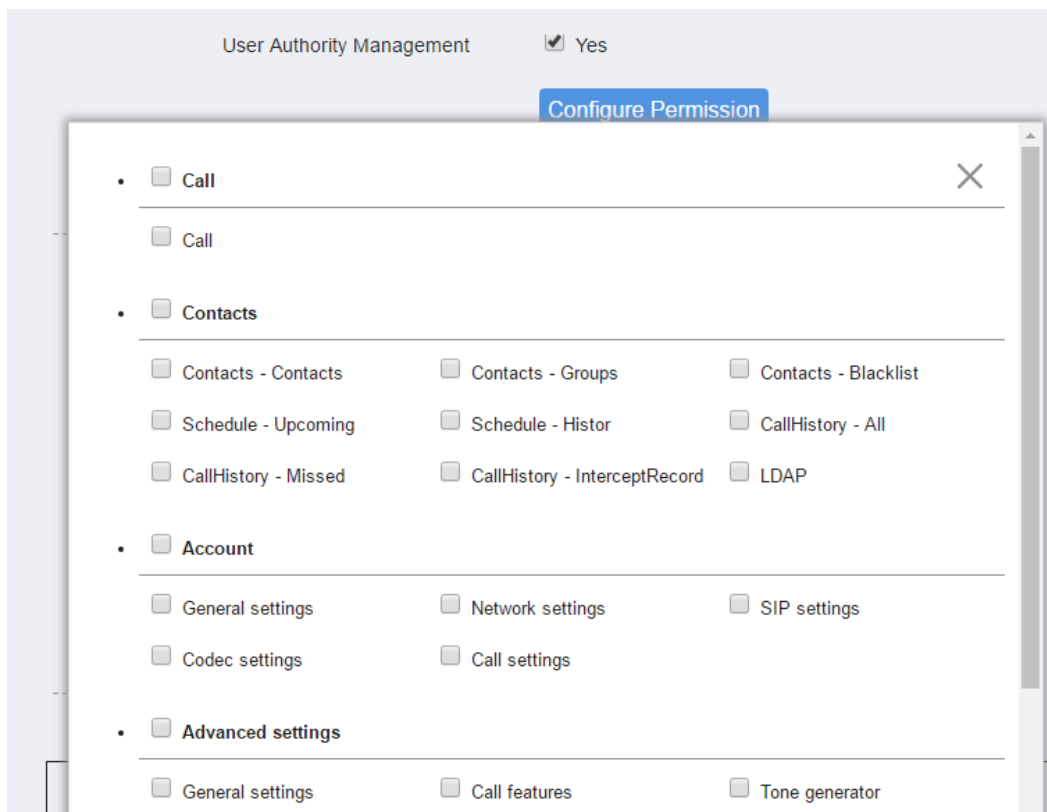 User Authority Management Yes
Configure Permission
Call
Call
Contacts
Contacts - Contacts Contacts - Groups Contacts - Blacklist
Schedule - Upcoming Schedule - Histor CallHistory - All
CallHistory - Missed CallHistory - InterceptRecord LDAP
Account
General settings Network settings SIP settings
Codec settings Call settings
Advanced settings
General settings Call features Tone generator